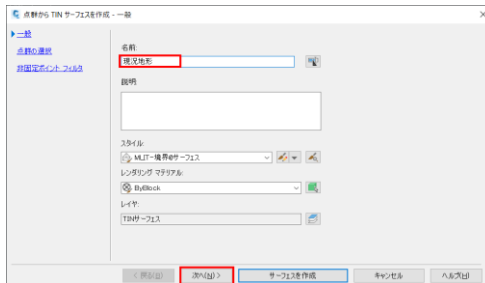 点群から TIN サーフェスを作成 - 一般
一般
点群の選択
非固定ポイント フィルタ
名前:
現況地形
説明:
スタイル:
MLIT-境界@サーフェス
レンダリング マテリアル:
ByBlock
レイヤ:
TINサーフェス
< 戻る(B)
次へ(N) >
サーフェスを作成
キャンセル
ヘルプ(H)